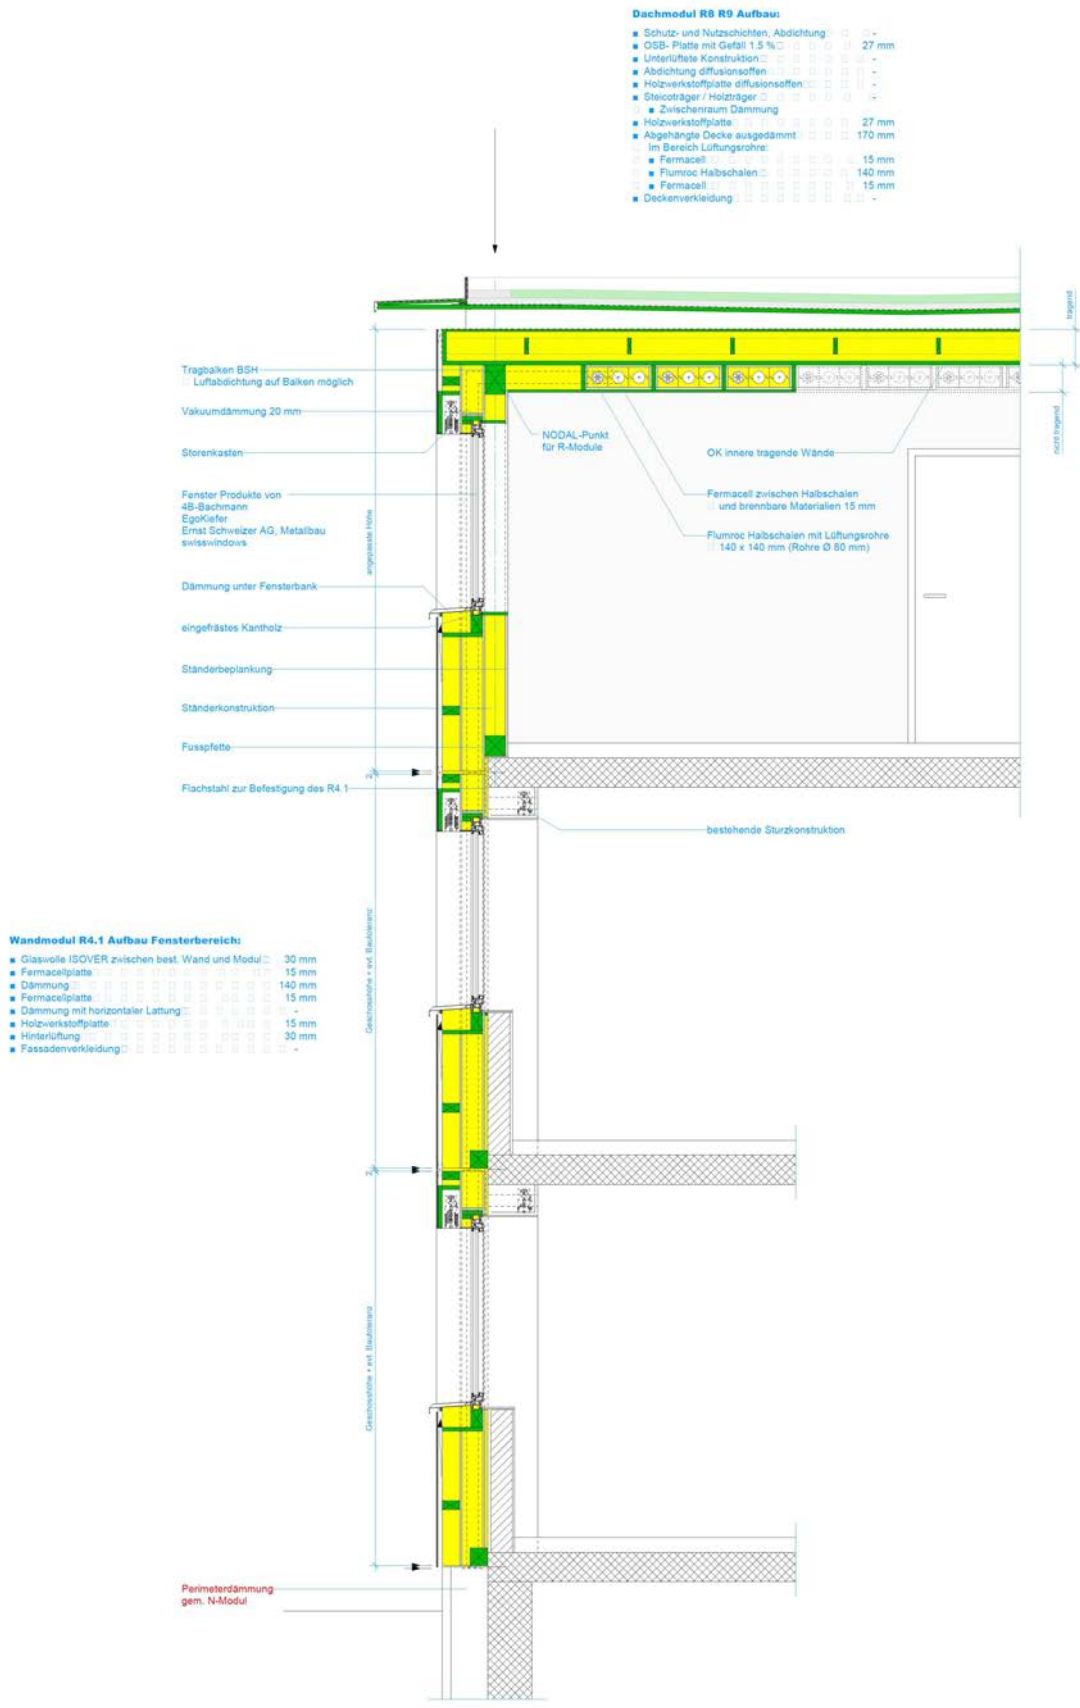 Dachmodul R8 R9 Aufbau:
■ Schutz- und Nutzschichten, Abdichtung -
■ OSB- Platte mit Gefäll 1.5 % 27 mm
■ Unterlüftete Konstruktion -
■ Abdichtung diffusionsoffen -
■ Holzwerkstoffplatte diffusionsoffen -
■ Steicoträger / Holzträger -
■ Zwischenraum Dämmung
■ Holzwerkstoffplatte 27 mm
■ Abgehängte Decke ausgedämmt 170 mm
Im Bereich Lüftungsrohre:
■ Fermacell 15 mm
■ Flumroc Halbschalen 140 mm
■ Fermacell 15 mm
■ Deckenverkleidung -
tragend
nicht tragend
Tragbalken BSH
Luftabdichtung auf Balken möglich
Vakuumdämmung 20 mm
Storenkasten
NODAL-Punkt
für R-Module
OK innere tragende Wände
Fenster Produkte von
4B-Bachmann
EgoKiefer
Ernst Schweizer AG, Metallbau
swisswindows
Fermacell zwischen Halbschalen
und brennbare Materialien 15 mm
Flumroc Halbschalen mit Lüftungsrohre
140 x 140 mm (Rohre Ø 80 mm)
angepasste Höhe
Dämmung unter Fensterbank
eingefrästes Kantholz
Ständerbeplankung
Ständerkonstruktion
Fusspfette
2
Flachstahl zur Befestigung des R4.1
bestehende Sturzkonstruktion
Geschosshöhe + evt. Bautoleranz
Wandmodul R4.1 Aufbau Fensterbereich:
■ Glaswolle ISOVER zwischen best. Wand und Modul 30 mm
■ Fermacellplatte 15 mm
■ Dämmung 140 mm
■ Fermacellplatte 15 mm
■ Dämmung mit horizontaler Lattung -
■ Holzwerkstoffplatte 15 mm
■ Hinterlüftung 30 mm
■ Fassadenverkleidung -
2
Geschosshöhe + evt. Bautoleranz
Perimeterdämmung
gem. N-Modul